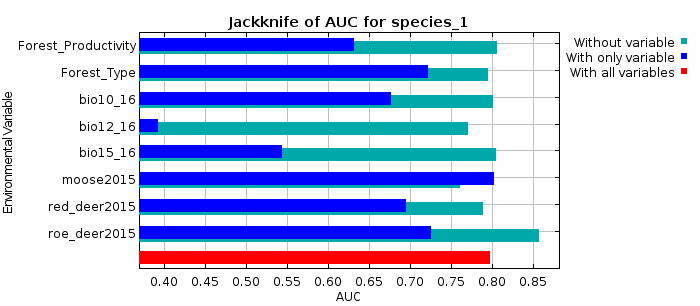 Jackknife of AUC for species_1
Forest_Productivity
Forest_Type
bio10_16
bio12_16
bio15_16
moose2015
red_deer2015
roe_deer2015
Environmental Variable
0.40 0.45 0.50 0.55 0.60 0.65 0.70 0.75 0.80 0.85
AUC
Without variable
With only variable
With all variables